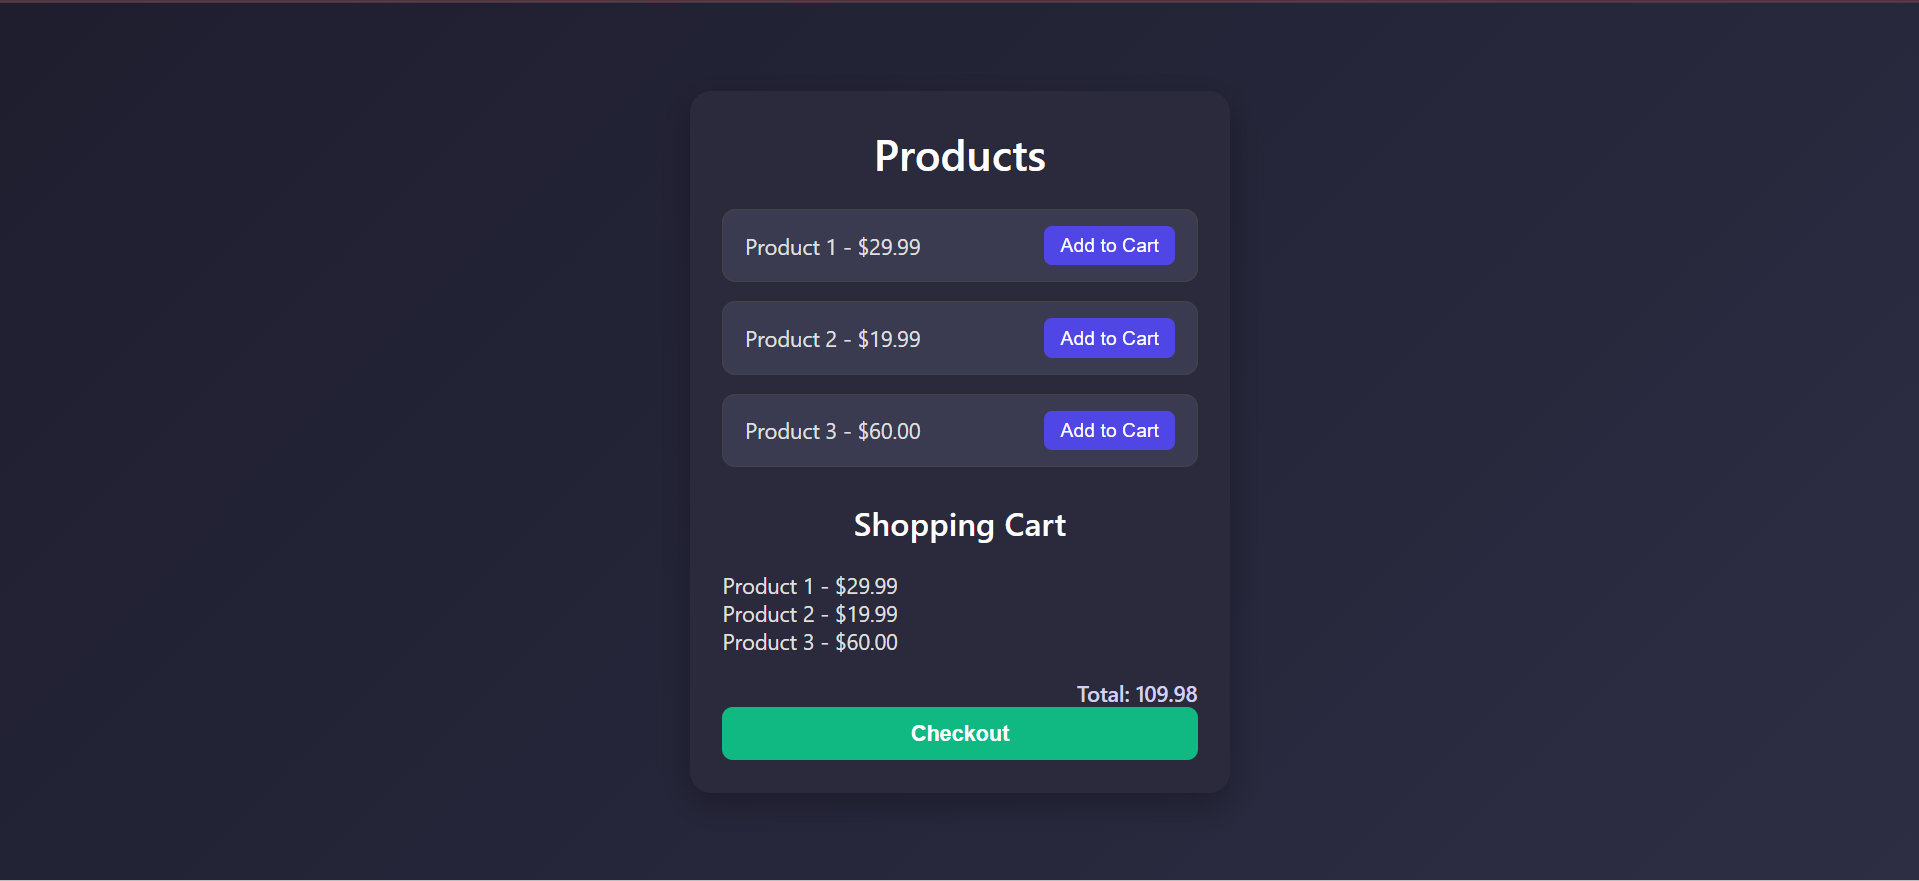 Products
Product 1 - $29.99 Add to Cart
Product 2 - $19.99 Add to Cart
Product 3 - $60.00 Add to Cart
Shopping Cart
Product 1 - $29.99
Product 2 - $19.99
Product 3 - $60.00
Total: 109.98
Checkout